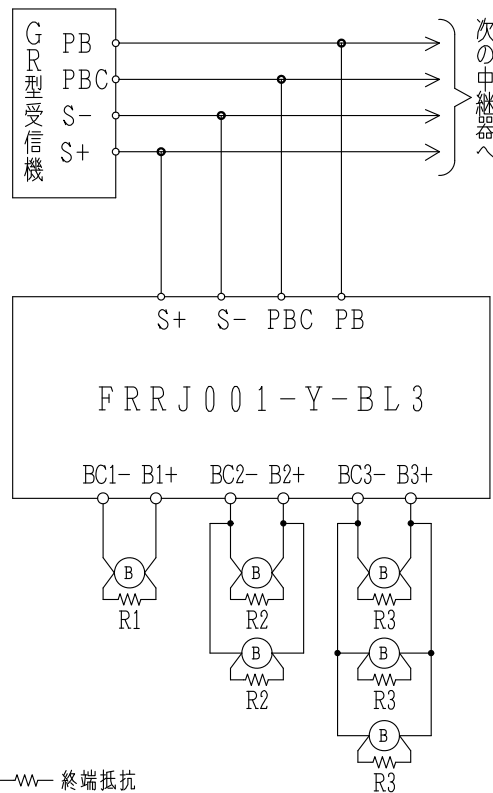 GR型受信機
PB
PBC
S-
S+
次の中継器へ
S+ S- PBC PB
FRRJ001-Y-BL3
BC1- B1+ BC2- B2+ BC3- B3+
B B B
R1 R2 R3
B B
R2 R3
B
R3
終端抵抗